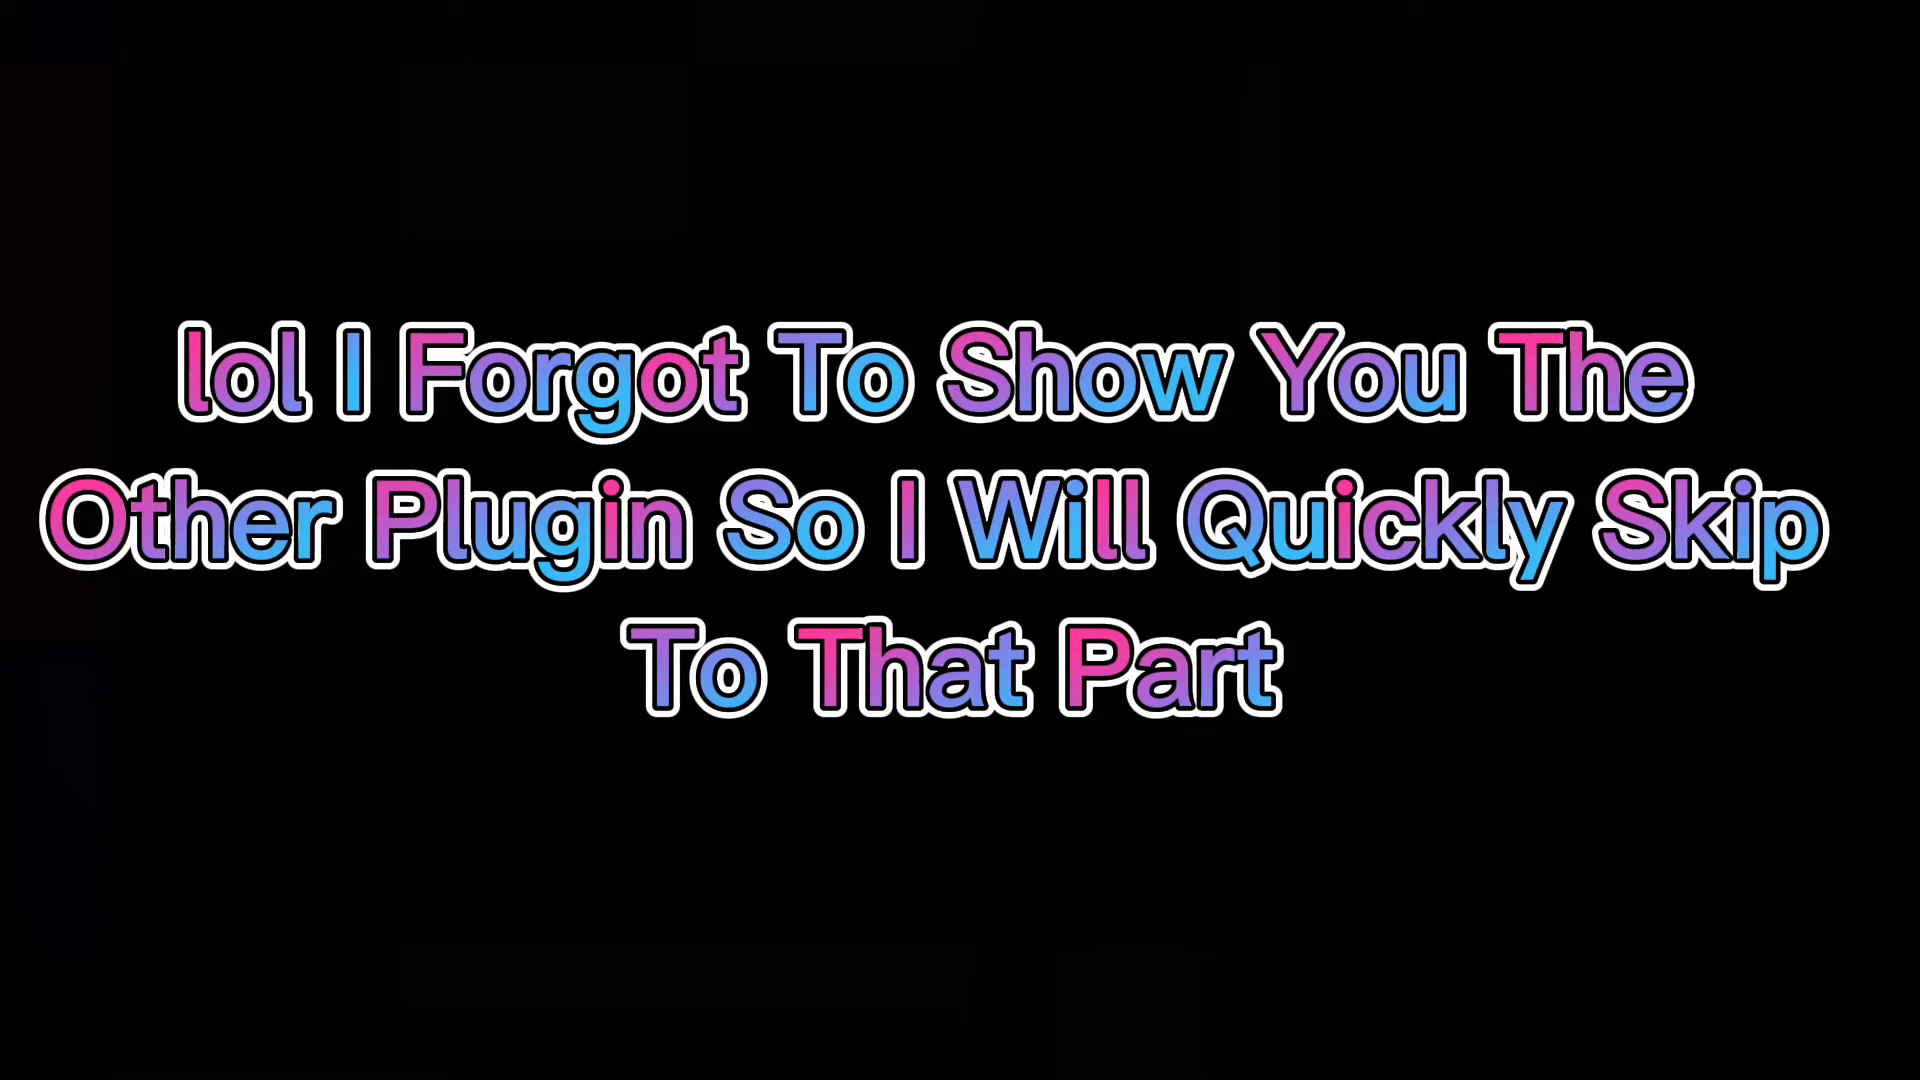 lol I Forgot To Show You The
Other Plugin So I Will Quickly Skip
To That Part